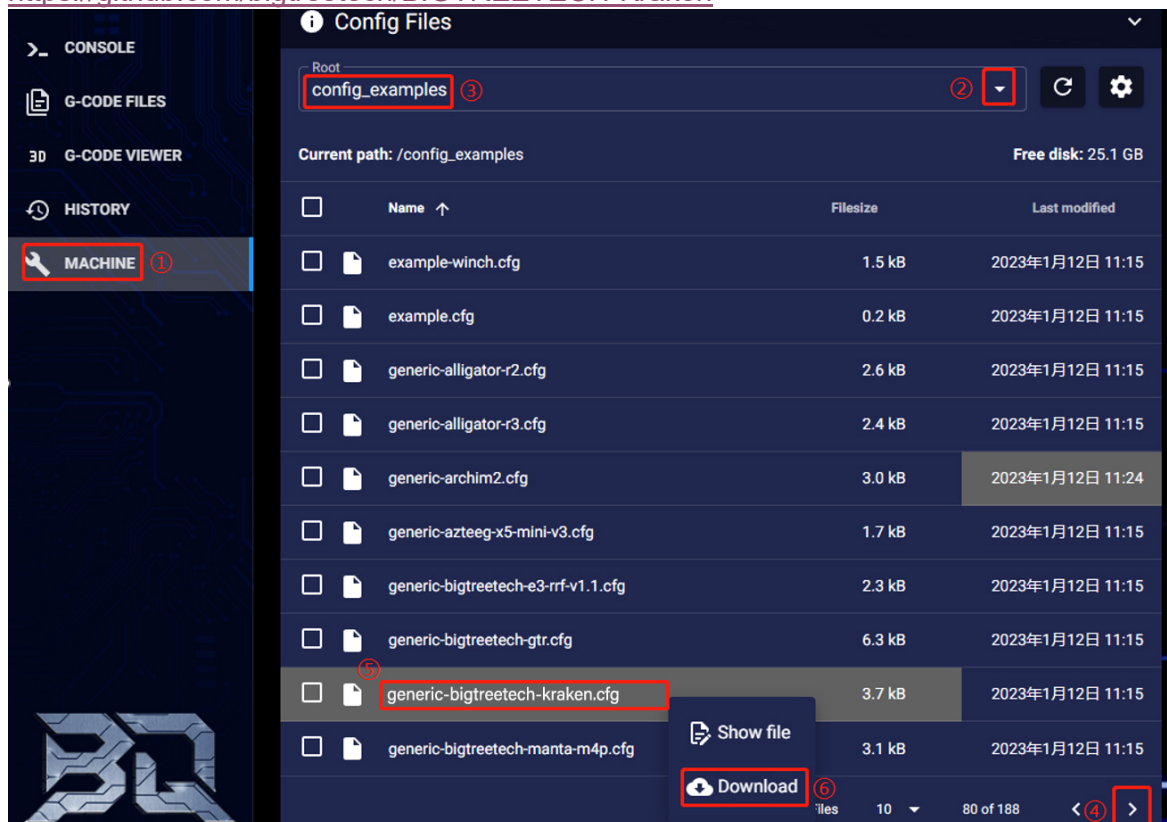 https://github.com/bigtreetech/BIGTREETECH-Kraken
Config Files
CONSOLE
G-CODE FILES
G-CODE VIEWER
HISTORY
MACHINE ①
Root
config_examples ③
②
Current path: /config_examples
Free disk: 25.1 GB
Name Filesize Last modified
example-winch.cfg 1.5 kB 2023年1月12日 11:15
example.cfg 0.2 kB 2023年1月12日 11:15
generic-alligator-r2.cfg 2.6 kB 2023年1月12日 11:15
generic-alligator-r3.cfg 2.4 kB 2023年1月12日 11:15
generic-archim2.cfg 3.0 kB 2023年1月12日 11:24
generic-azteeg-x5-mini-v3.cfg 1.7 kB 2023年1月12日 11:15
generic-bigtreetech-e3-rrf-v1.1.cfg 2.3 kB 2023年1月12日 11:15
generic-bigtreetech-gtr.cfg 6.3 kB 2023年1月12日 11:15
⑤
generic-bigtreetech-kraken.cfg 3.7 kB 2023年1月12日 11:15
Show file
generic-bigtreetech-manta-m4p.cfg 3.1 kB 2023年1月12日 11:15
Download ⑥
Files 10 80 of 188 ④